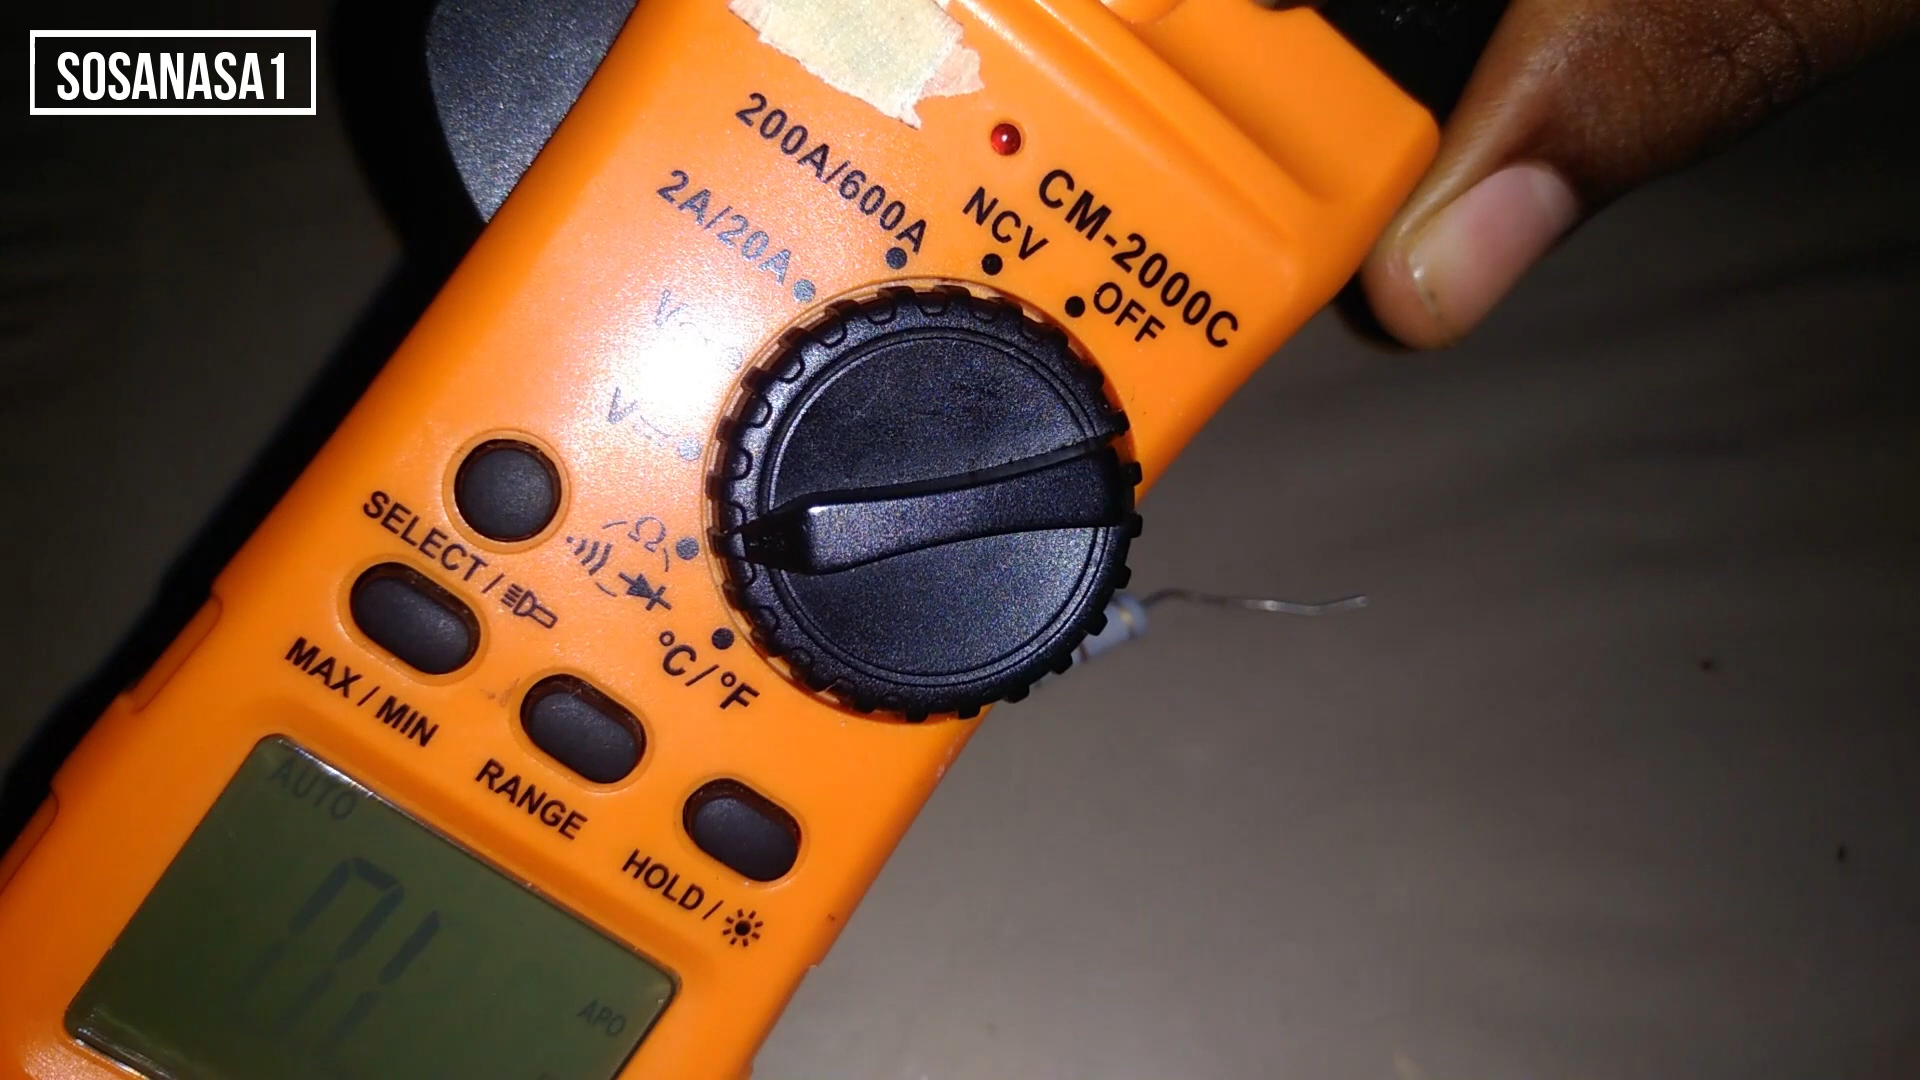 SOSANASA1
200A/600A
2A/20A
NCV
CM-2000C
OFF
V
V
Ω
SELECT /
°C/°F
MAX / MIN
RANGE
HOLD /
AUTO
APO